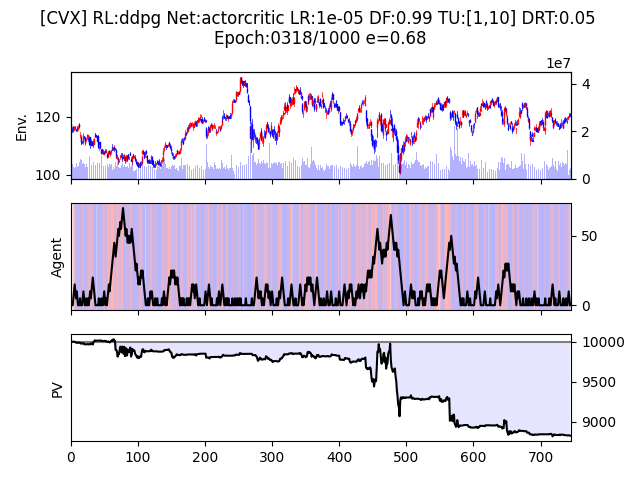 [CVX] RL:ddpg Net:actorcritic LR:1e-05 DF:0.99 TU:[1,10] DRT:0.05
Epoch:0318/1000 e=0.68
1e7
Env.
120
100
4
2
0
Agent
50
0
PV
10000
9500
9000
0 100 200 300 400 500 600 700